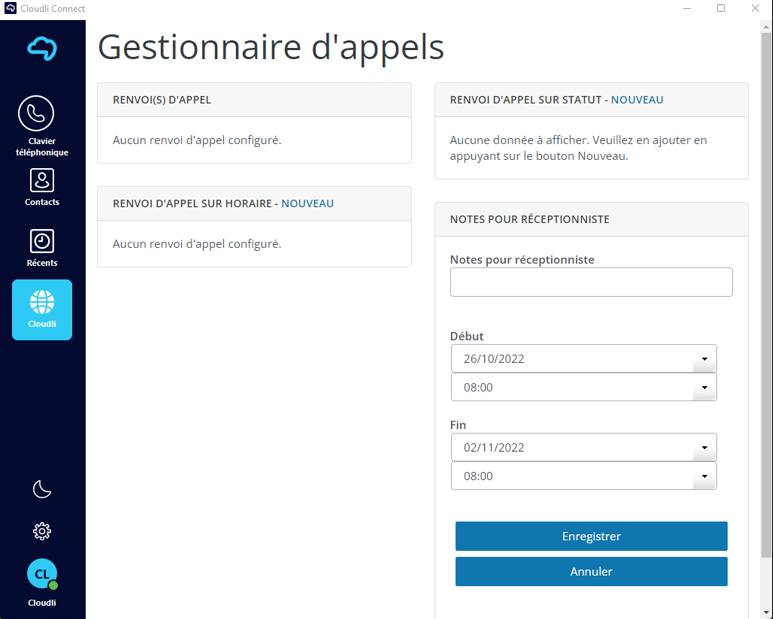 Cloudli Connect
Gestionnaire d'appels
Clavier
téléphonique
Contacts
Récents
Cloudli
CL
Cloudli
RENVOI(S) D'APPEL
Aucun renvoi d'appel configuré.
RENVOI D'APPEL SUR HORAIRE - NOUVEAU
Aucun renvoi d'appel configuré.
RENVOI D'APPEL SUR STATUT - NOUVEAU
Aucune donnée à afficher. Veuillez en ajouter en
appuyant sur le bouton Nouveau.
NOTES POUR RÉCEPTIONNISTE
Notes pour réceptionniste
Début
26/10/2022
08:00
Fin
02/11/2022
08:00
Enregistrer
Annuler